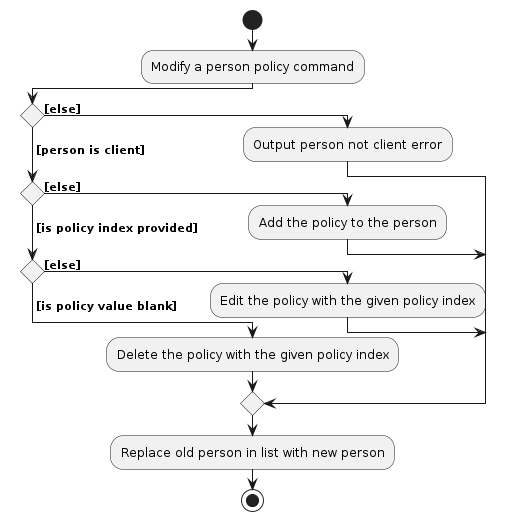 Modify a person policy command
[else]
[person is client]
Output person not client error
[else]
[is policy index provided]
Add the policy to the person
[else]
[is policy value blank]
Edit the policy with the given policy index
Delete the policy with the given policy index
Replace old person in list with new person